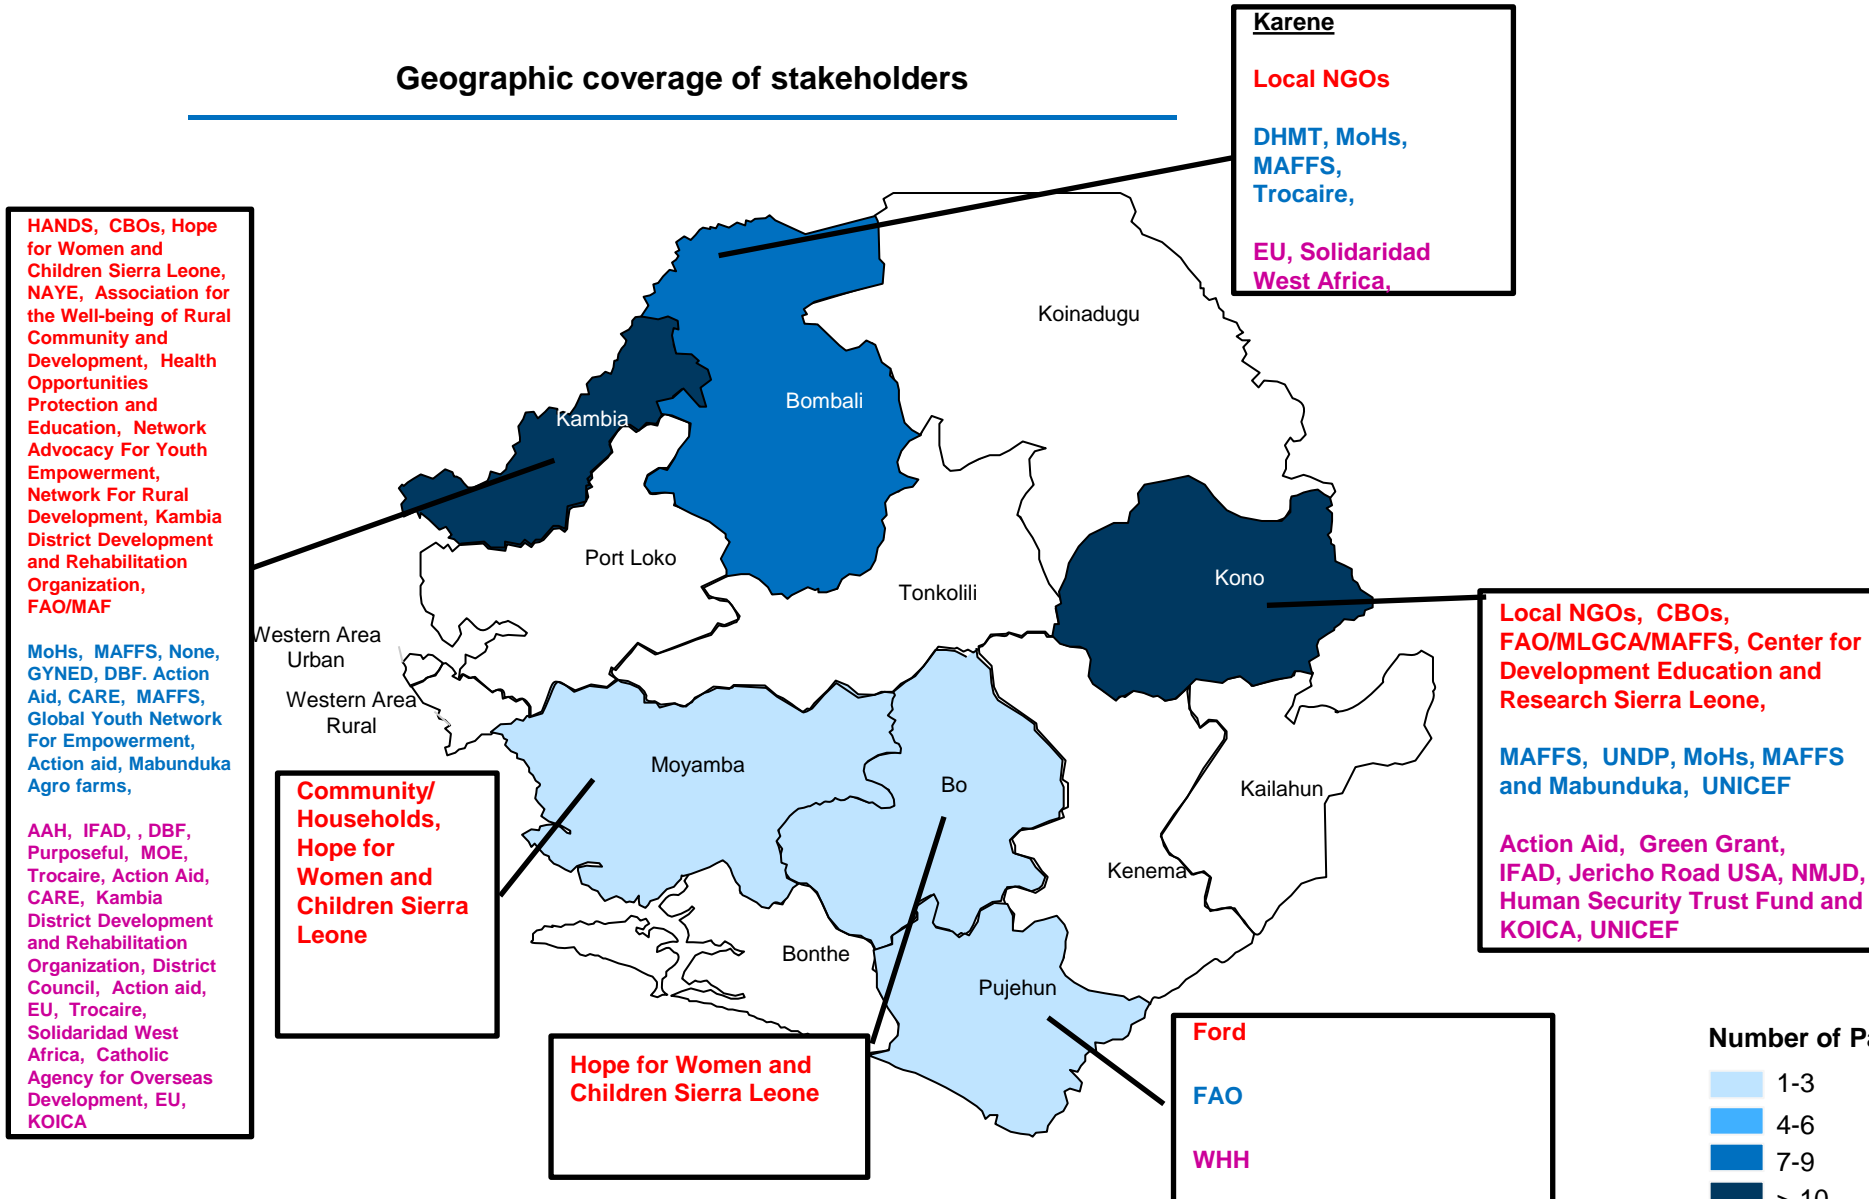 Geographic coverage of stakeholders
Karene
Local NGOs
DHMT, MoHs,
MAFFS,
Trocaire,
EU, Solidaridad
West Africa,
HANDS, CBOs, Hope
for Women and
Children Sierra Leone,
NAYE, Association for
the Well-being of Rural
Community and
Development, Health
Opportunities
Protection and
Education, Network
Advocacy For Youth
Empowerment,
Network For Rural
Development, Kambia
District Development
and Rehabilitation
Organization,
FAO/MAF
MoHs, MAFFS, None,
GYNED, DBF. Action
Aid, CARE, MAFFS,
Global Youth Network
For Empowerment,
Action aid, Mabunduka
Agro farms,
AAH, IFAD, , DBF,
Purposeful, MOE,
Trocaire, Action Aid,
CARE, Kambia
District Development
and Rehabilitation
Organization, District
Council, Action aid,
EU, Trocaire,
Solidaridad West
Africa, Catholic
Agency for Overseas
Development, EU,
KOICA
Koinadugu
Bombali
Kambia
Port Loko
Kono
Tonkolili
Western Area
Urban
Western Area
Rural
Moyamba
Bo
Kailahun
Kenema
Bonthe
Pujehun
Local NGOs, CBOs,
FAO/MLGCA/MAFFS, Center for
Development Education and
Research Sierra Leone,
MAFFS, UNDP, MoHs, MAFFS
and Mabunduka, UNICEF
Action Aid, Green Grant,
IFAD, Jericho Road USA, NMJD,
Human Security Trust Fund and
KOICA, UNICEF
Community/
Households,
Hope for
Women and
Children Sierra
Leone
Hope for Women and
Children Sierra Leone
Ford
FAO
WHH
Number of
1-3
4-6
7-9
> 10